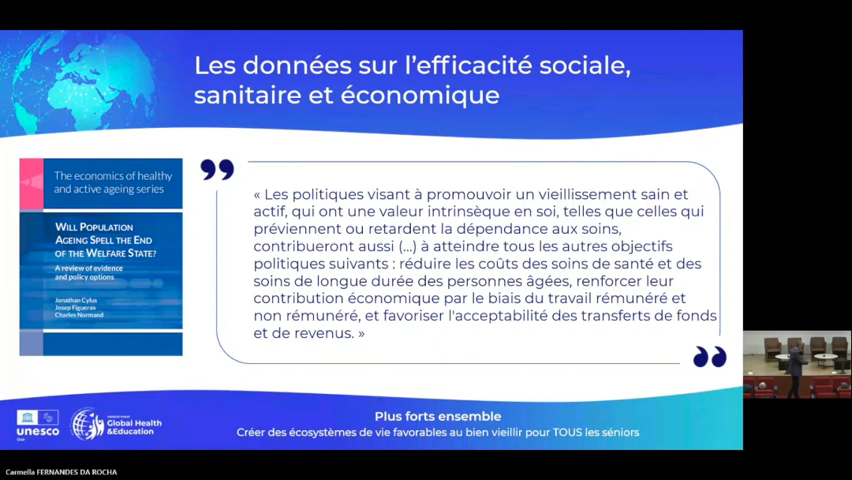 Les données sur l’efficacité sociale,
sanitaire et économique
The economics of healthy
and active ageing series
WILL POPULATION
AGEING SPELL THE END
OF THE WELFARE STATE?
A review of evidence
and policy options
Jonathan Cylus
Josep Figueras
Charles Normand
« Les politiques visant à promouvoir un vieillissement sain et
actif, qui ont une valeur intrinsèque en soi, telles que celles qui
préviennent ou retardent la dépendance aux soins,
contribueront aussi (...) à atteindre tous les autres objectifs
politiques suivants : réduire les coûts des soins de santé et des
soins de longue durée des personnes âgées, renforcer leur
contribution économique par le biais du travail rémunéré et
non rémunéré, et favoriser l'acceptabilité des transferts de fonds
et de revenus. »
unesco
Chair
Global Health
&Education
Plus forts ensemble
Créer des écosystèmes de vie favorables au bien vieillir pour TOUS les séniors
Carmella FERNANDES DA ROCHA